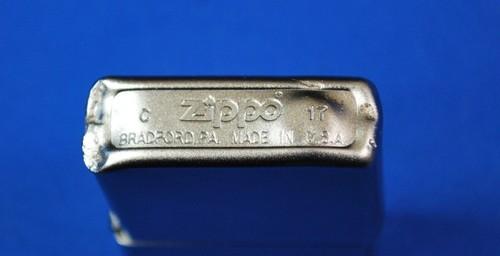 C Zippo 17
BRADFORD, PA. MADE IN U.S.A.